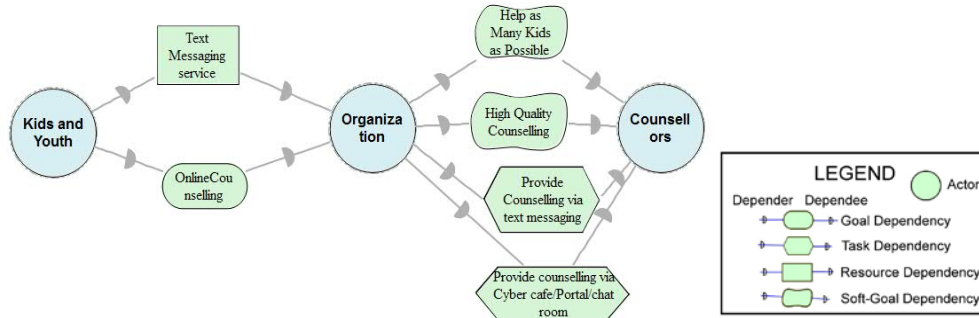 Text
Messaging
service
Kids and
Youth
OnlineCou
nselling
Organiza
tion
Help as
Many Kids
as Possible
High Quality
Counselling
Provide
Counselling via
text messaging
Provide counselling via
Cyber cafe/Portal/chat
room
Counsell
ors
LEGEND
Actor
Depender Dependee
Goal Dependency
Task Dependency
Resource Dependency
Soft-Goal Dependency